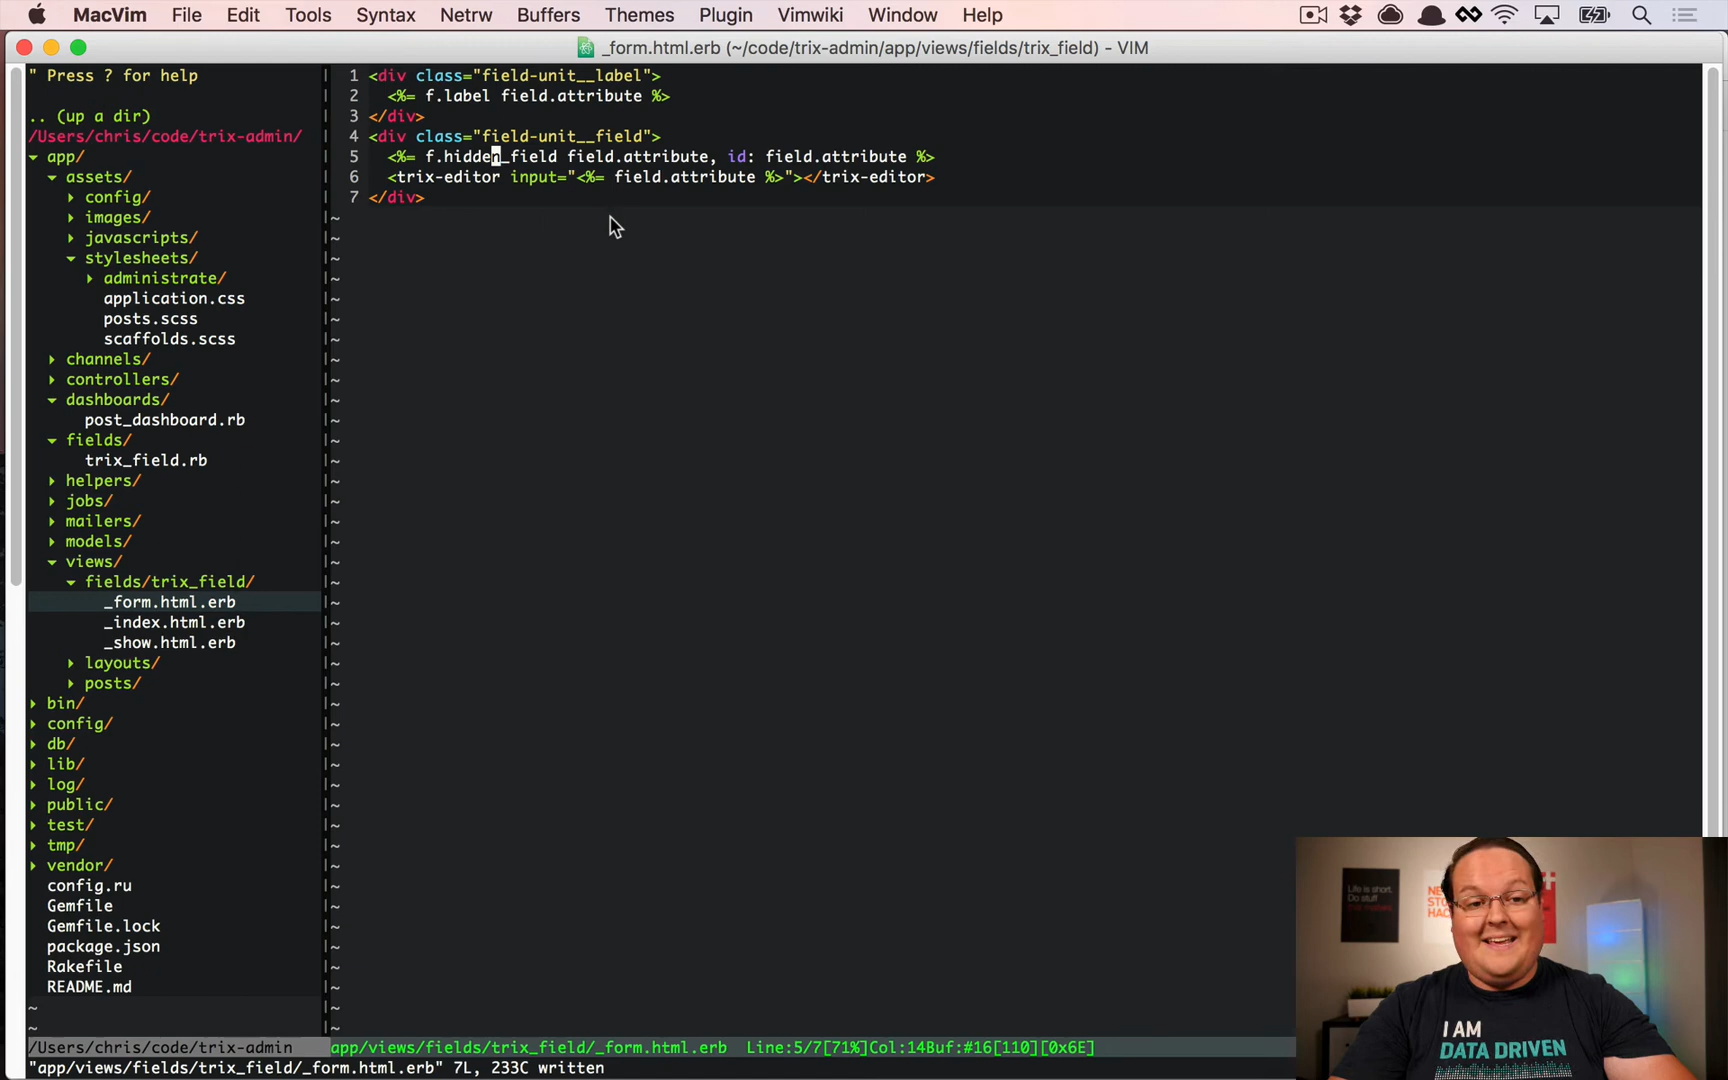 MacVim File Edit Tools Syntax Netrw Buffers Themes Plugin Vimwiki Window Help
_form.html.erb (~/code/trix-admin/app/views/fields/trix_field) - VIM
" Press ? for help
.. (up a dir)
/Users/chris/code/trix-admin/
app/
assets/
config/
images/
javascripts/
stylesheets/
administrate/
application.css
posts.scss
scaffolds.scss
channels/
controllers/
dashboards/
post_dashboard.rb
fields/
trix_field.rb
helpers/
jobs/
mailers/
models/
views/
fields/trix_field/
_form.html.erb
_index.html.erb
_show.html.erb
layouts/
posts/
bin/
config/
db/
lib/
log/
public/
test/
tmp/
vendor/
config.ru
Gemfile
Gemfile.lock
package.json
Rakefile
README.md
~
~
1 <div class="field-unit__label">
2 <%= f.label field.attribute %>
3 </div>
4 <div class="field-unit__field">
5 <%= f.hidden_field field.attribute, id: field.attribute %>
6 <trix-editor input="<%= field.attribute %>"></trix-editor>
7 </div>
/Users/chris/code/trix-admin app/views/fields/trix_field/_form.html.erb Line:5/7[71%]Col:14Buf:#16[110][0x6E]
"app/views/fields/trix_field/_form.html.erb" 7L, 233C written
Life is short.
Do stuff
I AM
DATA DRIVEN